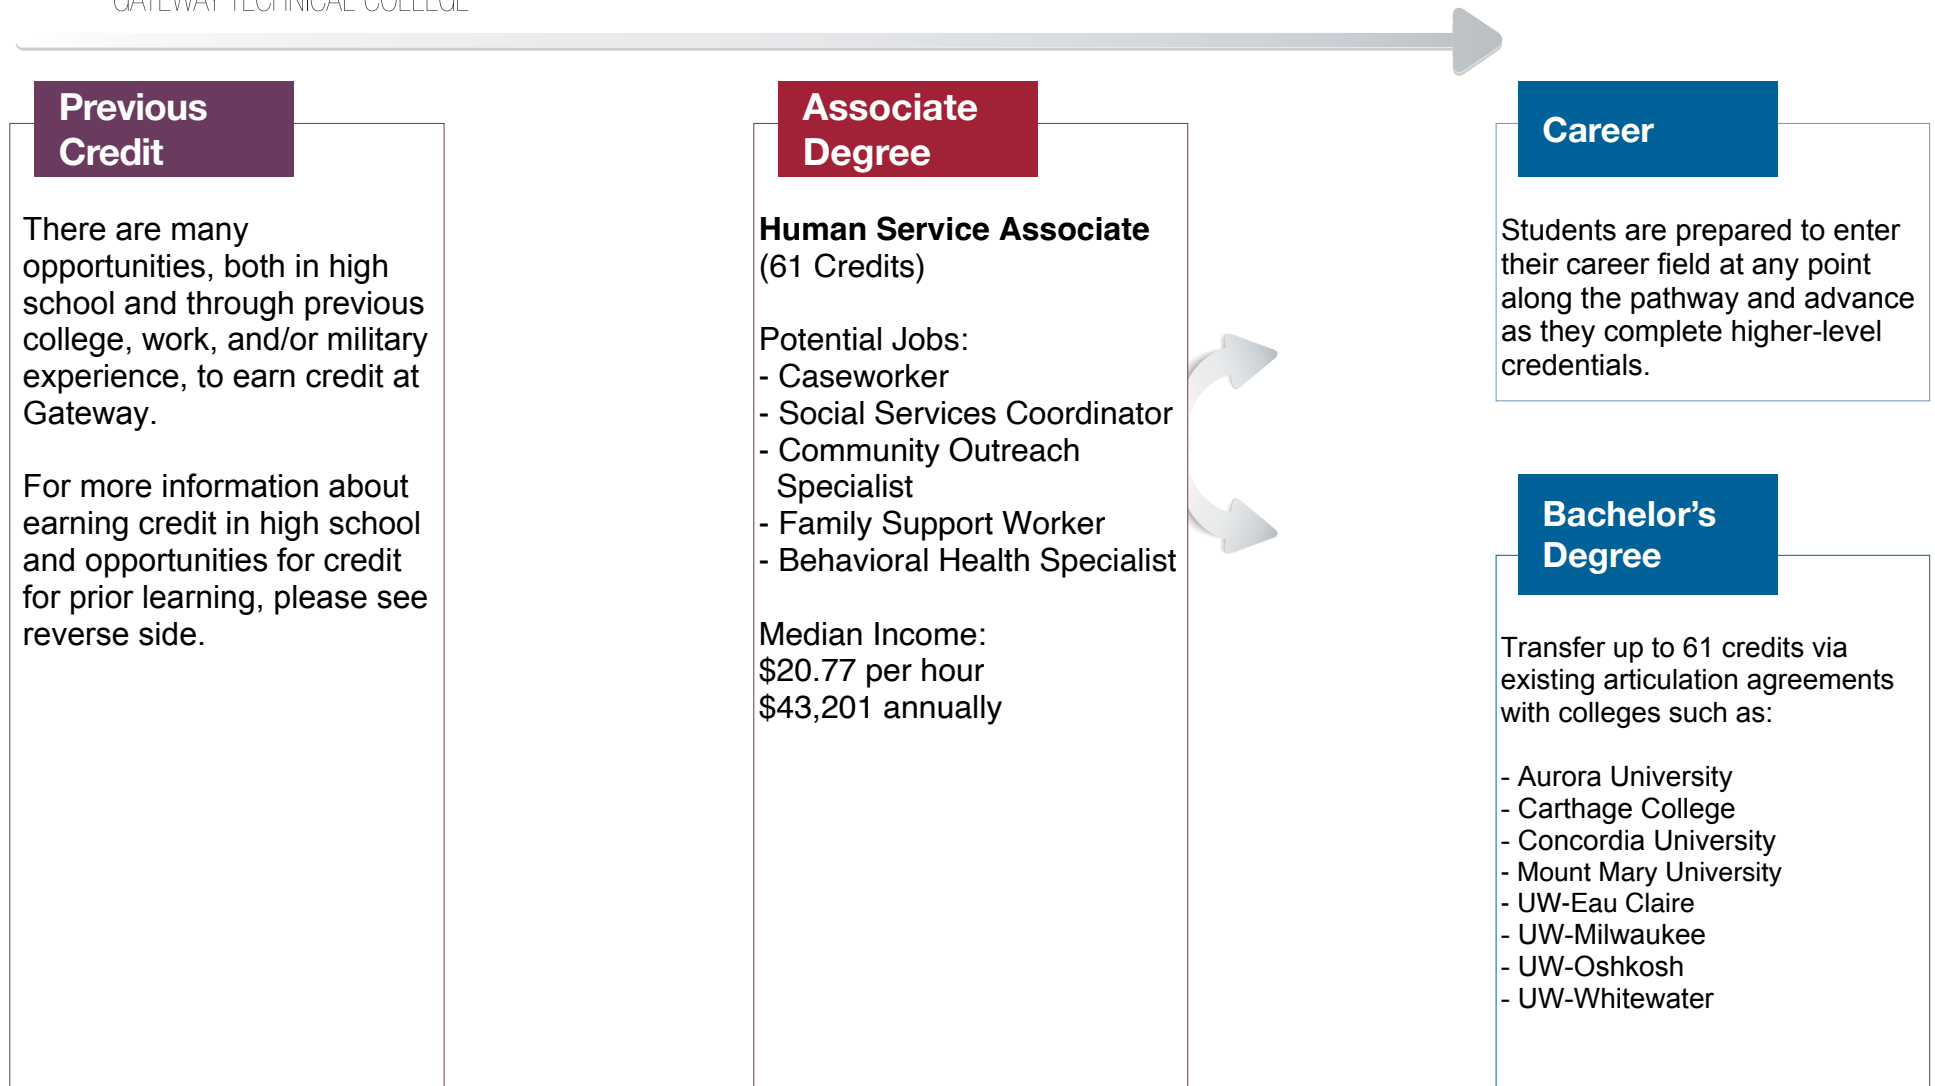 GATEWAY TECHNICAL COLLEGE
Previous
Credit
There are many
opportunities, both in high
school and through previous
college, work, and/or military
experience, to earn credit at
Gateway.
For more information about
earning credit in high school
and opportunities for credit
for prior learning, please see
reverse side.
Associate
Degree
Human Service Associate
(61 Credits)
Potential Jobs:
- Caseworker
- Social Services Coordinator
- Community Outreach
Specialist
- Family Support Worker
- Behavioral Health Specialist
Median Income:
$20.77 per hour
$43,201 annually
Career
Students are prepared to enter
their career field at any point
along the pathway and advance
as they complete higher-level
credentials.
Bachelor's
Degree
Transfer up to 61 credits via
existing articulation agreements
with colleges such as:
- Aurora University
- Carthage College
- Concordia University
- Mount Mary University
- UW-Eau Claire
- UW-Milwaukee
- UW-Oshkosh
- UW-Whitewater